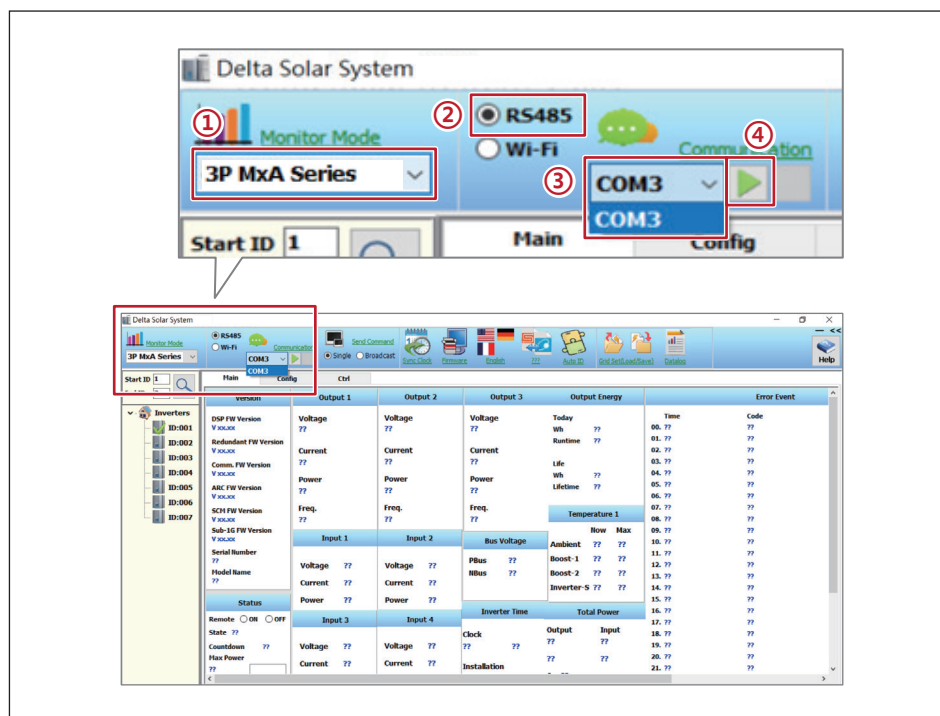 Delta Solar System
① Monitor Mode
3P MxA Series
② RS485
Wi-Fi
④ Communication
③ COM3
COM3
Start ID 1
Main Config
Delta Solar System
Monitor Mode
3P MxA Series
RS485
Wi-Fi
Communication
COM3
COM3
Send Command
Single Broadcast
Sync Clock
Firmware
English
???
Auto ID
Grid Set(Load/Save)
Datalog
<<
Help
Start ID 1
Main Config Ctrl
Inverters
ID:001
ID:002
ID:003
ID:004
ID:005
ID:006
ID:007
Version
DSP FW Version
V xx.xx
Redundant FW Version
V xx.xx
Comm. FW Version
V xx.xx
ARC FW Version
V xx.xx
SCH FW Version
V xx.xx
Sub-1G FW Version
V xx.xx
Serial Number
??
Model Name
??
Status
Remote ON OFF
State ??
Countdown ??
Max Power
??
Output 1
Voltage
??
Current
??
Power
??
Freq.
??
Output 2
Voltage
??
Current
??
Power
??
Freq.
??
Output 3
Voltage
??
Current
??
Power
??
Freq.
??
Input 1
Voltage ??
Current ??
Power ??
Input 2
Voltage ??
Current ??
Power ??
Input 3
Voltage ??
Current ??
Input 4
Voltage ??
Current ??
Bus Voltage
PBus ??
NBus ??
Inverter Time
Clock
?? ??
Installation
Output Energy
Today
Wh ??
Runtime ??
Life
Wh ??
Lifetime ??
Temperature 1
Now Max
Ambient ?? ??
Boost-1 ?? ??
Boost-2 ?? ??
Inverter-S ?? ??
Total Power
Output Input
?? ??
?? ??
Error Event
Time Code
00. ?? ??
01. ?? ??
02. ?? ??
03. ?? ??
04. ?? ??
05. ?? ??
06. ?? ??
07. ?? ??
08. ?? ??
09. ?? ??
10. ?? ??
11. ?? ??
12. ?? ??
13. ?? ??
14. ?? ??
15. ?? ??
16. ?? ??
17. ?? ??
18. ?? ??
19. ?? ??
20. ?? ??
21. ?? ??